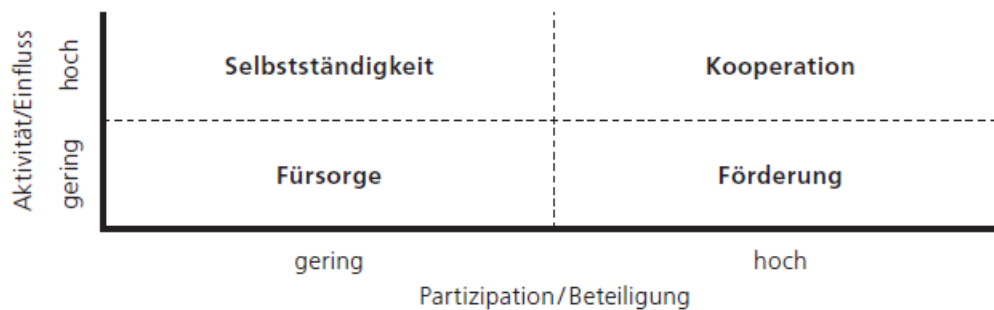 Aktivität/Einfluss
hoch
Selbstständigkeit Kooperation
gering
Fürsorge Förderung
gering hoch
Partizipation/Beteiligung